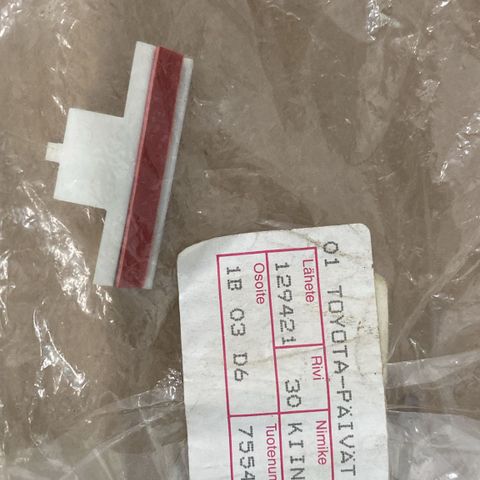 01 TOYOTA-PÄIVÄT
Lähete Rivi Nimike
129421 30 KIIN
Osoite Tuotenum
1B 03 D6 7554